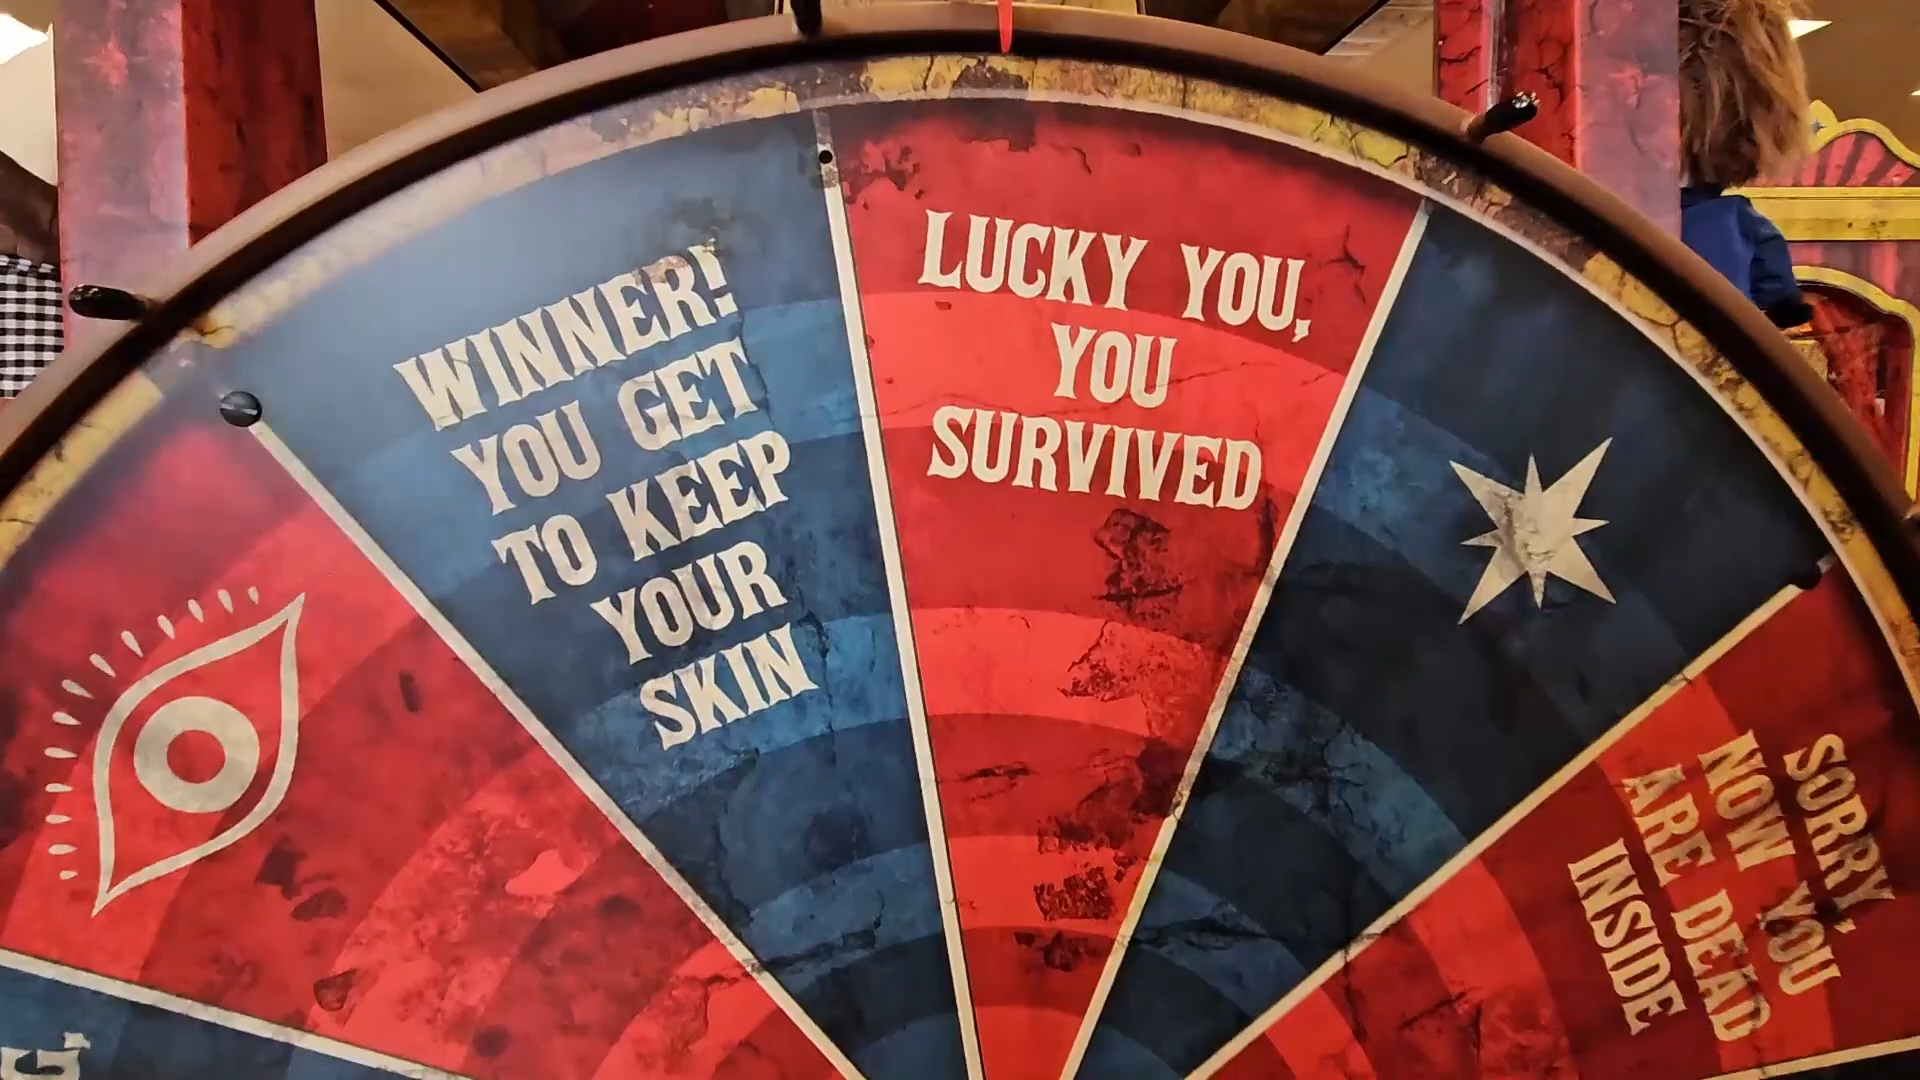 WINNER!
YOU GET
TO KEEP
YOUR
SKIN
LUCKY YOU,
YOU
SURVIVED
SORRY,
NOW YOU
ARE DEAD
INSIDE